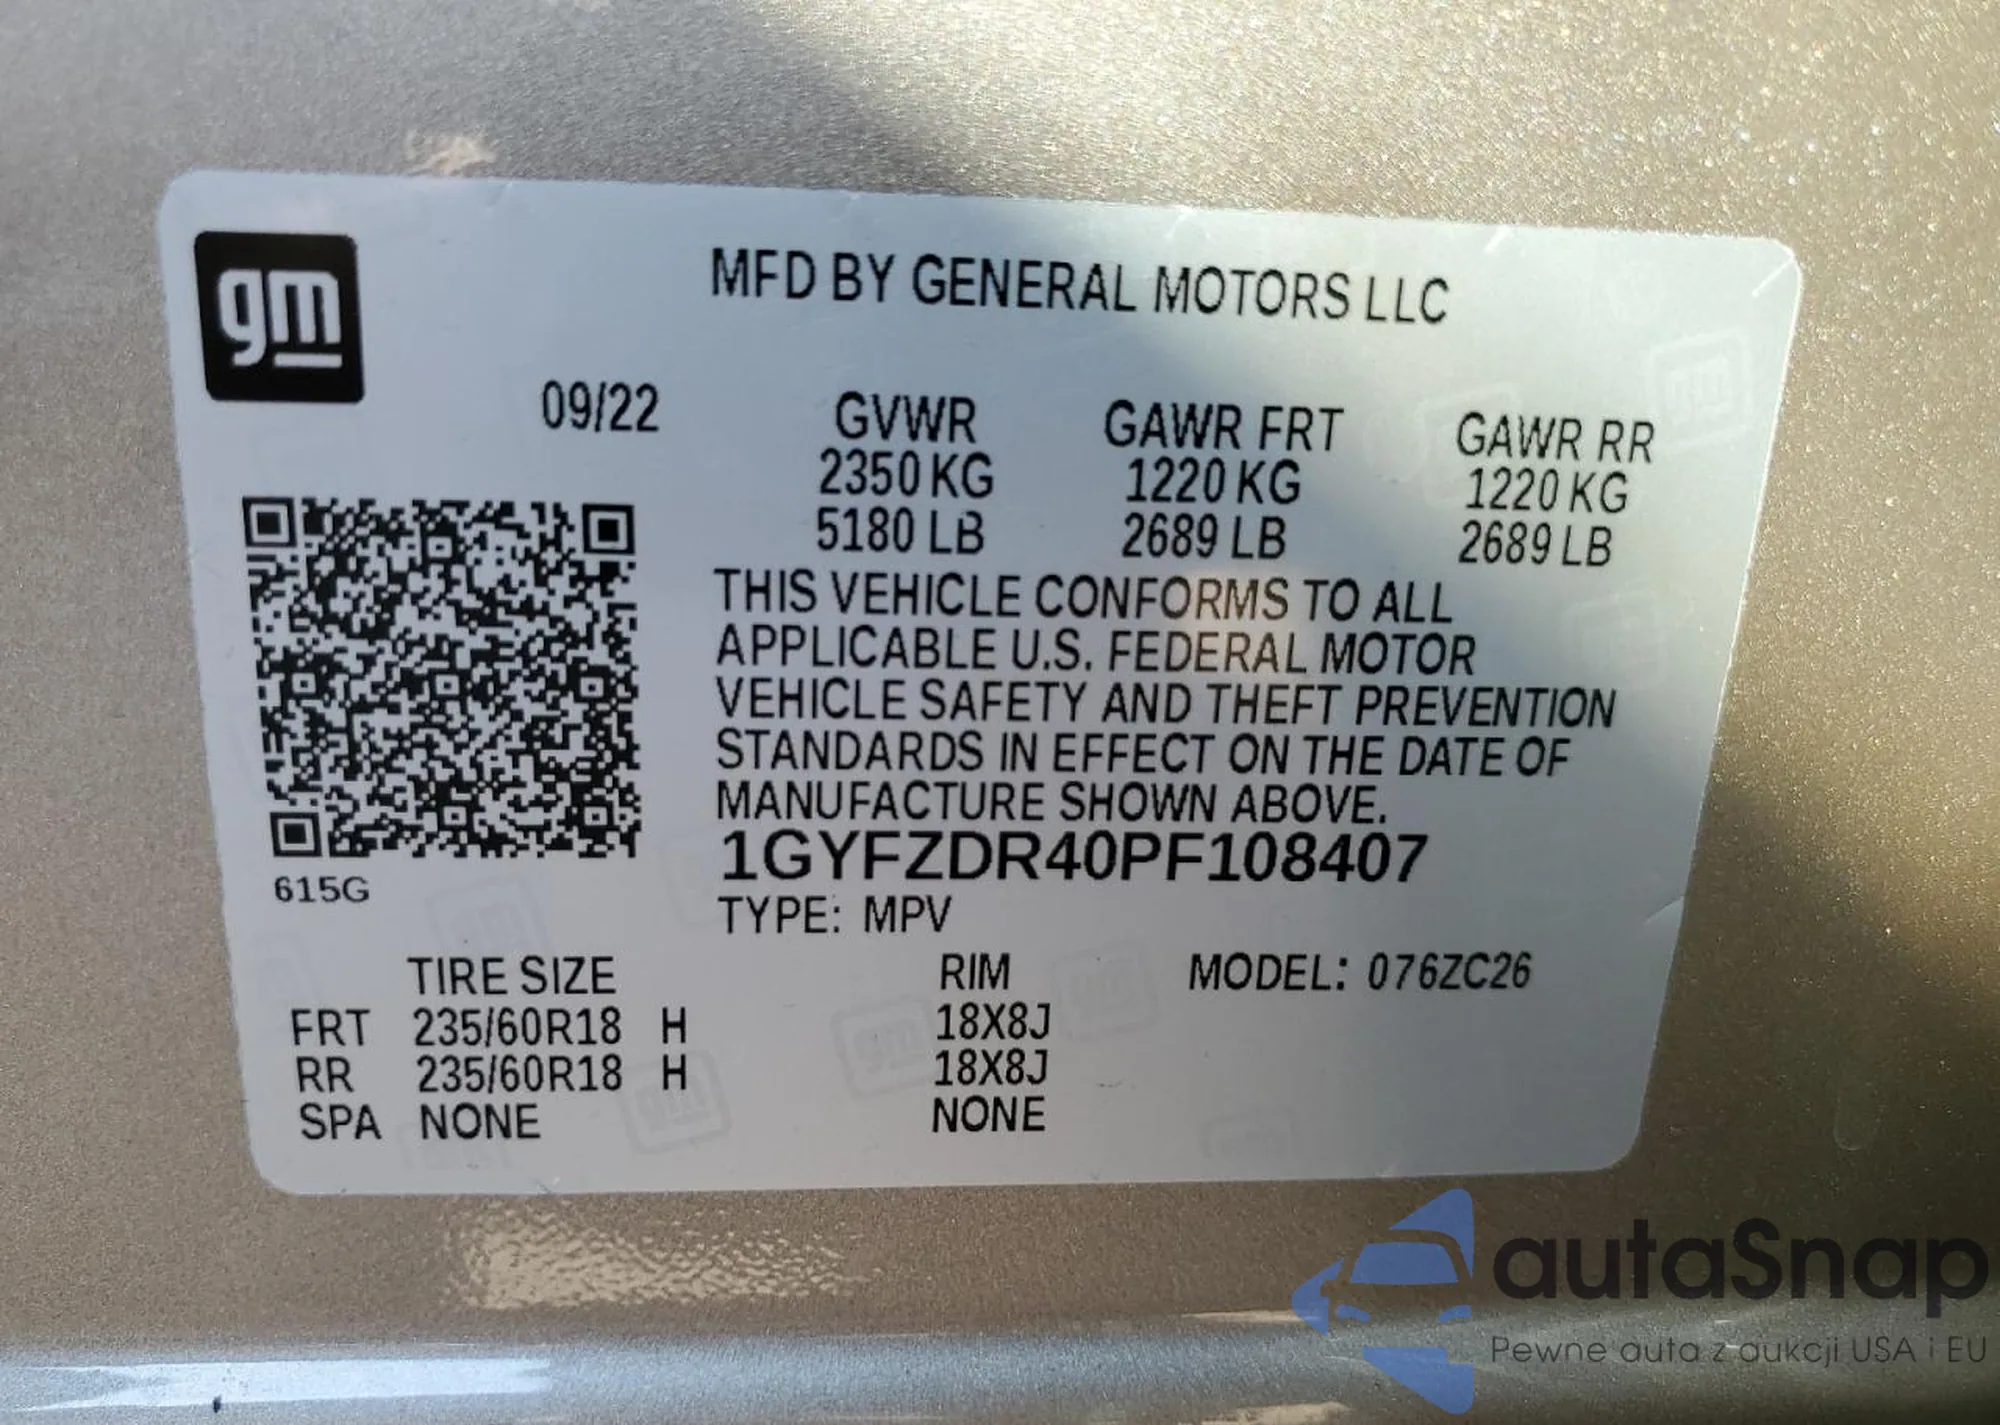 gm
MFD BY GENERAL MOTORS LLC
09/22
GVWR GAWR FRT GAWR RR
2350 KG 1220 KG 1220 KG
5180 LB 2689 LB 2689 LB
THIS VEHICLE CONFORMS TO ALL
APPLICABLE U.S. FEDERAL MOTOR
VEHICLE SAFETY AND THEFT PREVENTION
STANDARDS IN EFFECT ON THE DATE OF
MANUFACTURE SHOWN ABOVE.
1GYFZDR40PF108407
615G
TYPE: MPV
TIRE SIZE RIM MODEL: 076ZC26
FRT 235/60R18 H 18X8J
RR 235/60R18 H 18X8J
SPA NONE NONE
autaSnap
Pewne auta z aukcji USA i EU